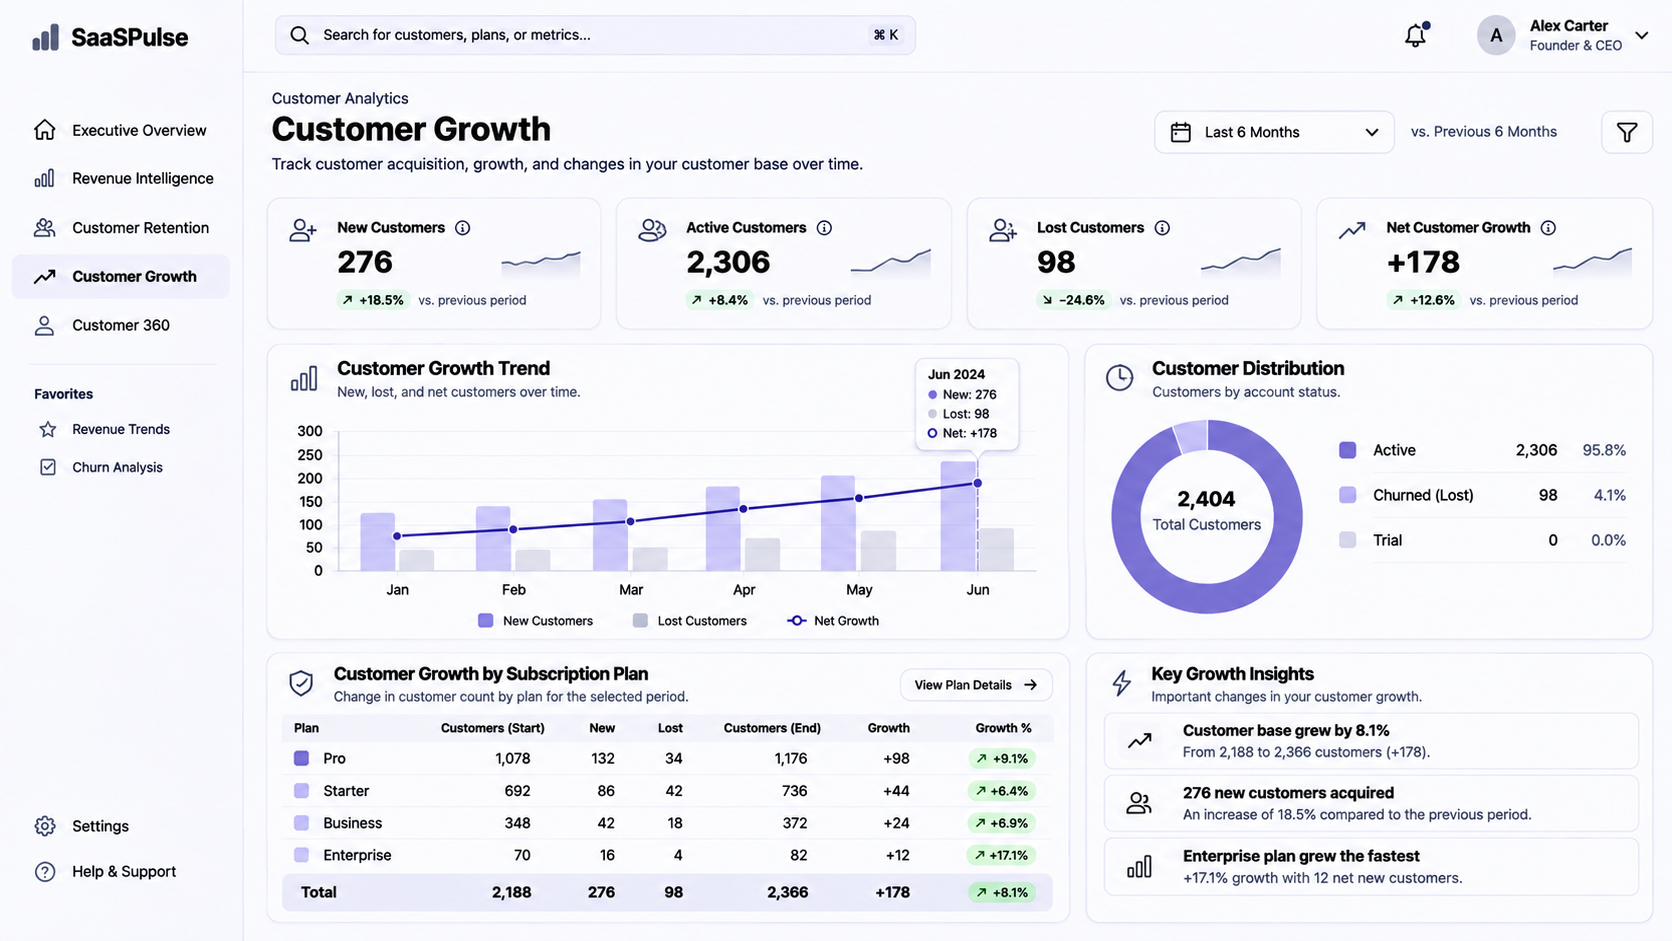 SaaSPulse
Search for customers, plans, or metrics...
⌘ K
A
Alex Carter
Founder & CEO
Executive Overview
Revenue Intelligence
Customer Retention
Customer Growth
Customer 360
Favorites
Revenue Trends
Churn Analysis
Settings
Help & Support
Customer Analytics
Customer Growth
Track customer acquisition, growth, and changes in your customer base over time.
Last 6 Months
vs. Previous 6 Months
New Customers
276
+18.5% vs. previous period
Active Customers
2,306
+8.4% vs. previous period
Lost Customers
98
−24.6% vs. previous period
Net Customer Growth
+178
+12.6% vs. previous period
Customer Growth Trend
New, lost, and net customers over time.
Jun 2024
New: 276
Lost: 98
Net: +178
300
250
200
150
100
50
0
Jan Feb Mar Apr May Jun
New Customers Lost Customers Net Growth
Customer Distribution
Customers by account status.
2,404
Total Customers
Active 2,306 95.8%
Churned (Lost) 98 4.1%
Trial 0 0.0%
Customer Growth by Subscription Plan
Change in customer count by plan for the selected period.
View Plan Details
Plan Customers (Start) New Lost Customers (End) Growth Growth %
Pro 1,078 132 34 1,176 +98 +9.1%
Starter 692 86 42 736 +44 +6.4%
Business 348 42 18 372 +24 +6.9%
Enterprise 70 16 4 82 +12 +17.1%
Total 2,188 276 98 2,366 +178 +8.1%
Key Growth Insights
Important changes in your customer growth.
Customer base grew by 8.1%
From 2,188 to 2,366 customers (+178).
276 new customers acquired
An increase of 18.5% compared to the previous period.
Enterprise plan grew the fastest
+17.1% growth with 12 net new customers.